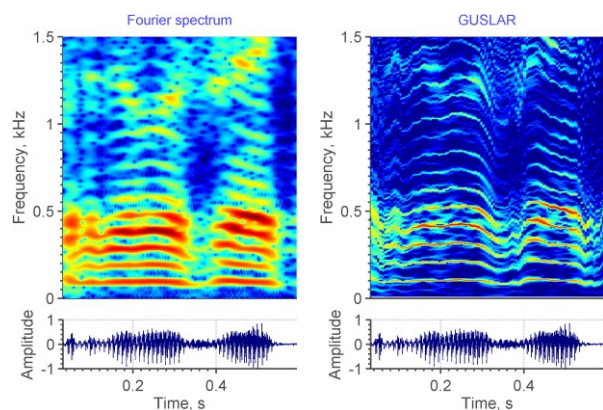 Fourier spectrum
GUSLAR
1.5
1
0.5
0
Frequency, kHz
1.5
1
0.5
0
Frequency, kHz
1
0
-1
Amplitude
0.2
0.4
Time, s
1
0
-1
Amplitude
0.2
0.4
Time, s